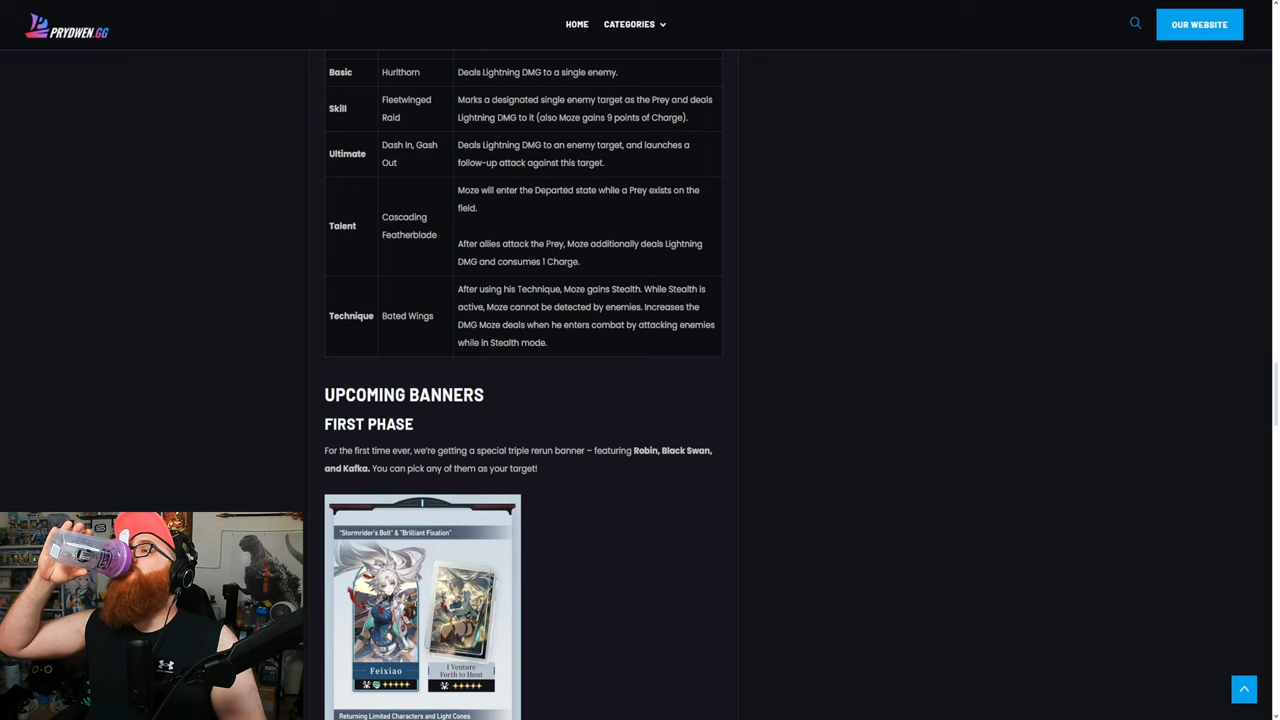 PRYDWEN.GG
HOME
CATEGORIES
OUR WEBSITE
Basic
Hurlthorn
Deals Lightning DMG to a single enemy.
Skill
Fleetwinged
Raid
Marks a designated single enemy target as the Prey and deals
Lightning DMG to it (also Moze gains 9 points of Charge).
Ultimate
Dash In, Gash
Out
Deals Lightning DMG to an enemy target, and launches a
follow-up attack against this target.
Talent
Cascading
Featherblade
Moze will enter the Departed state while a Prey exists on the
field.
After allies attack the Prey, Moze additionally deals Lightning
DMG and consumes 1 Charge.
Technique
Bated Wings
After using his Technique, Moze gains Stealth. While Stealth is
active, Moze cannot be detected by enemies. Increases the
DMG Moze deals when he enters combat by attacking enemies
while in Stealth mode.
UPCOMING BANNERS
FIRST PHASE
For the first time ever, we're getting a special triple rerun banner – featuring Robin, Black Swan,
and Kafka. You can pick any of them as your target!
"Stormrider's Bolt" & "Brilliant Fixation"
Feixiao
I Venture
Forth to Hunt
Returning Limited Characters and Light Cones